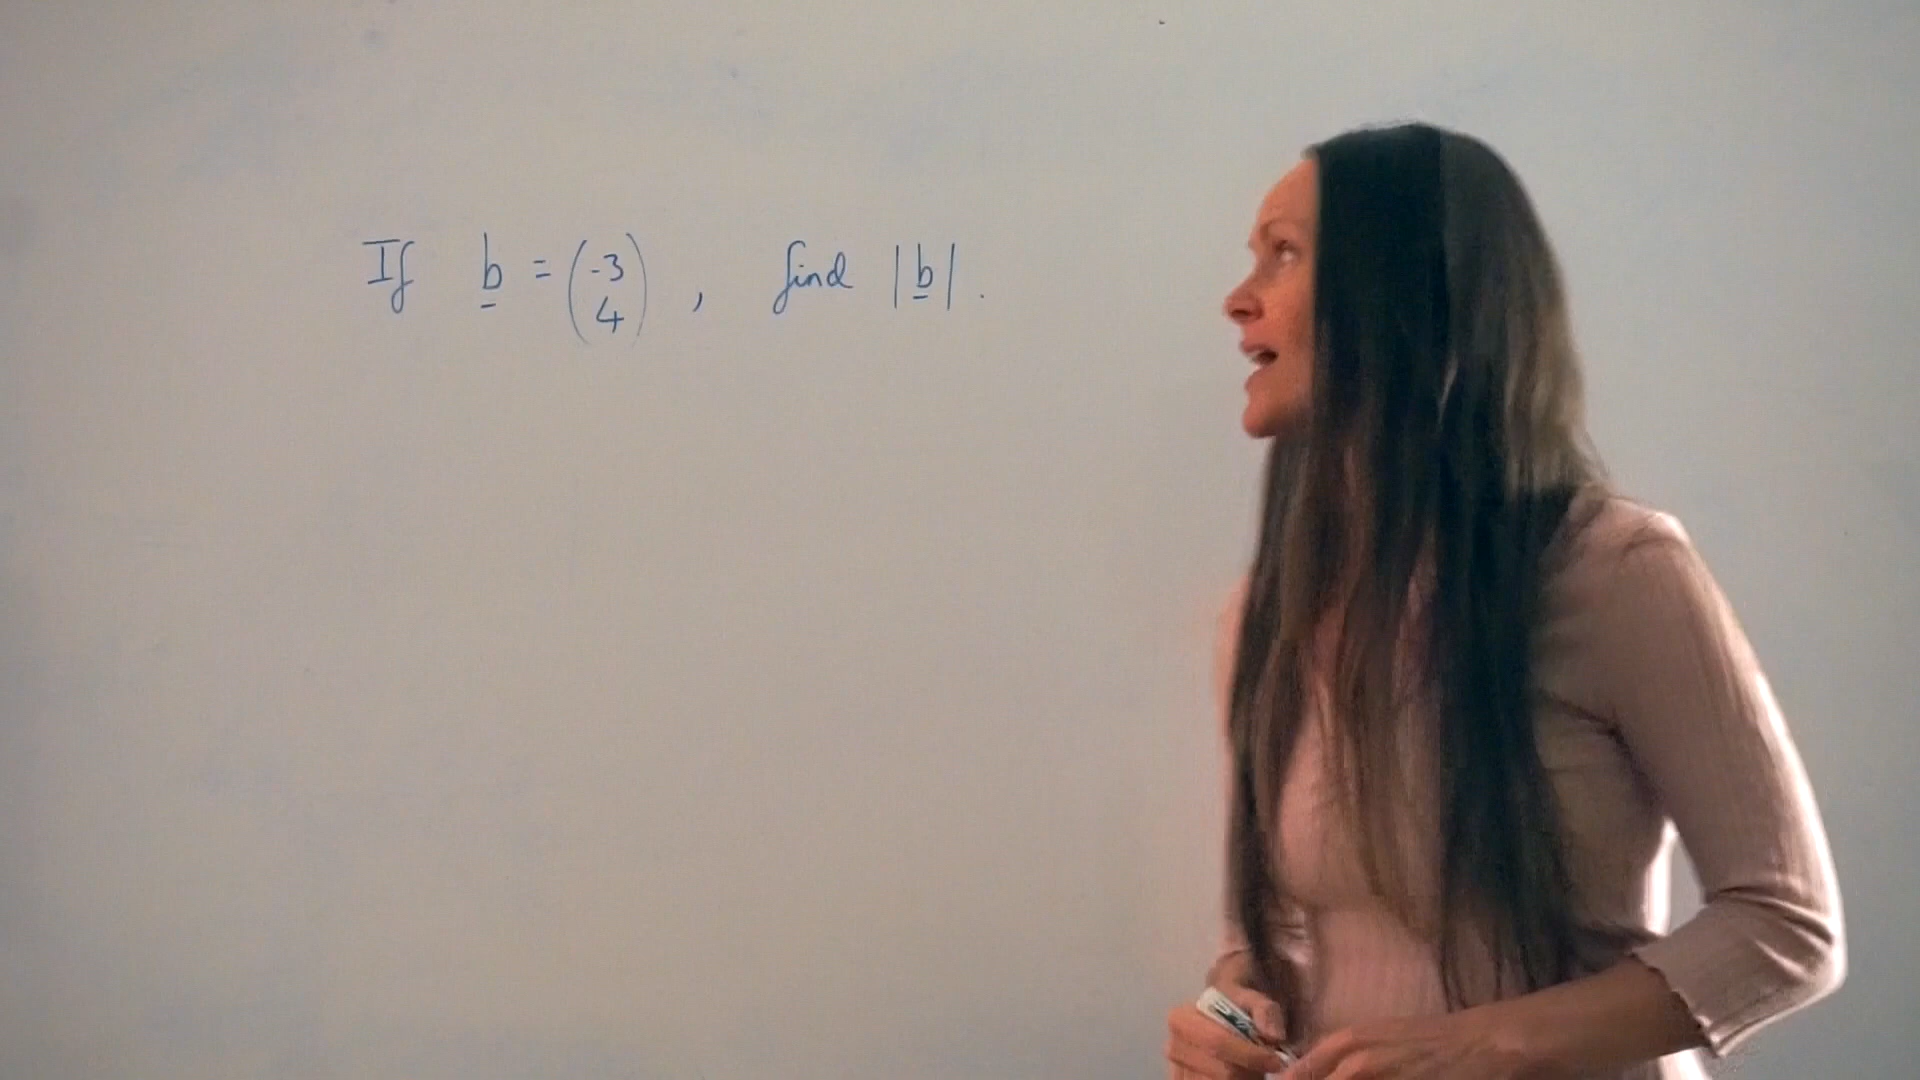 If b = (-3 4), find |b|.